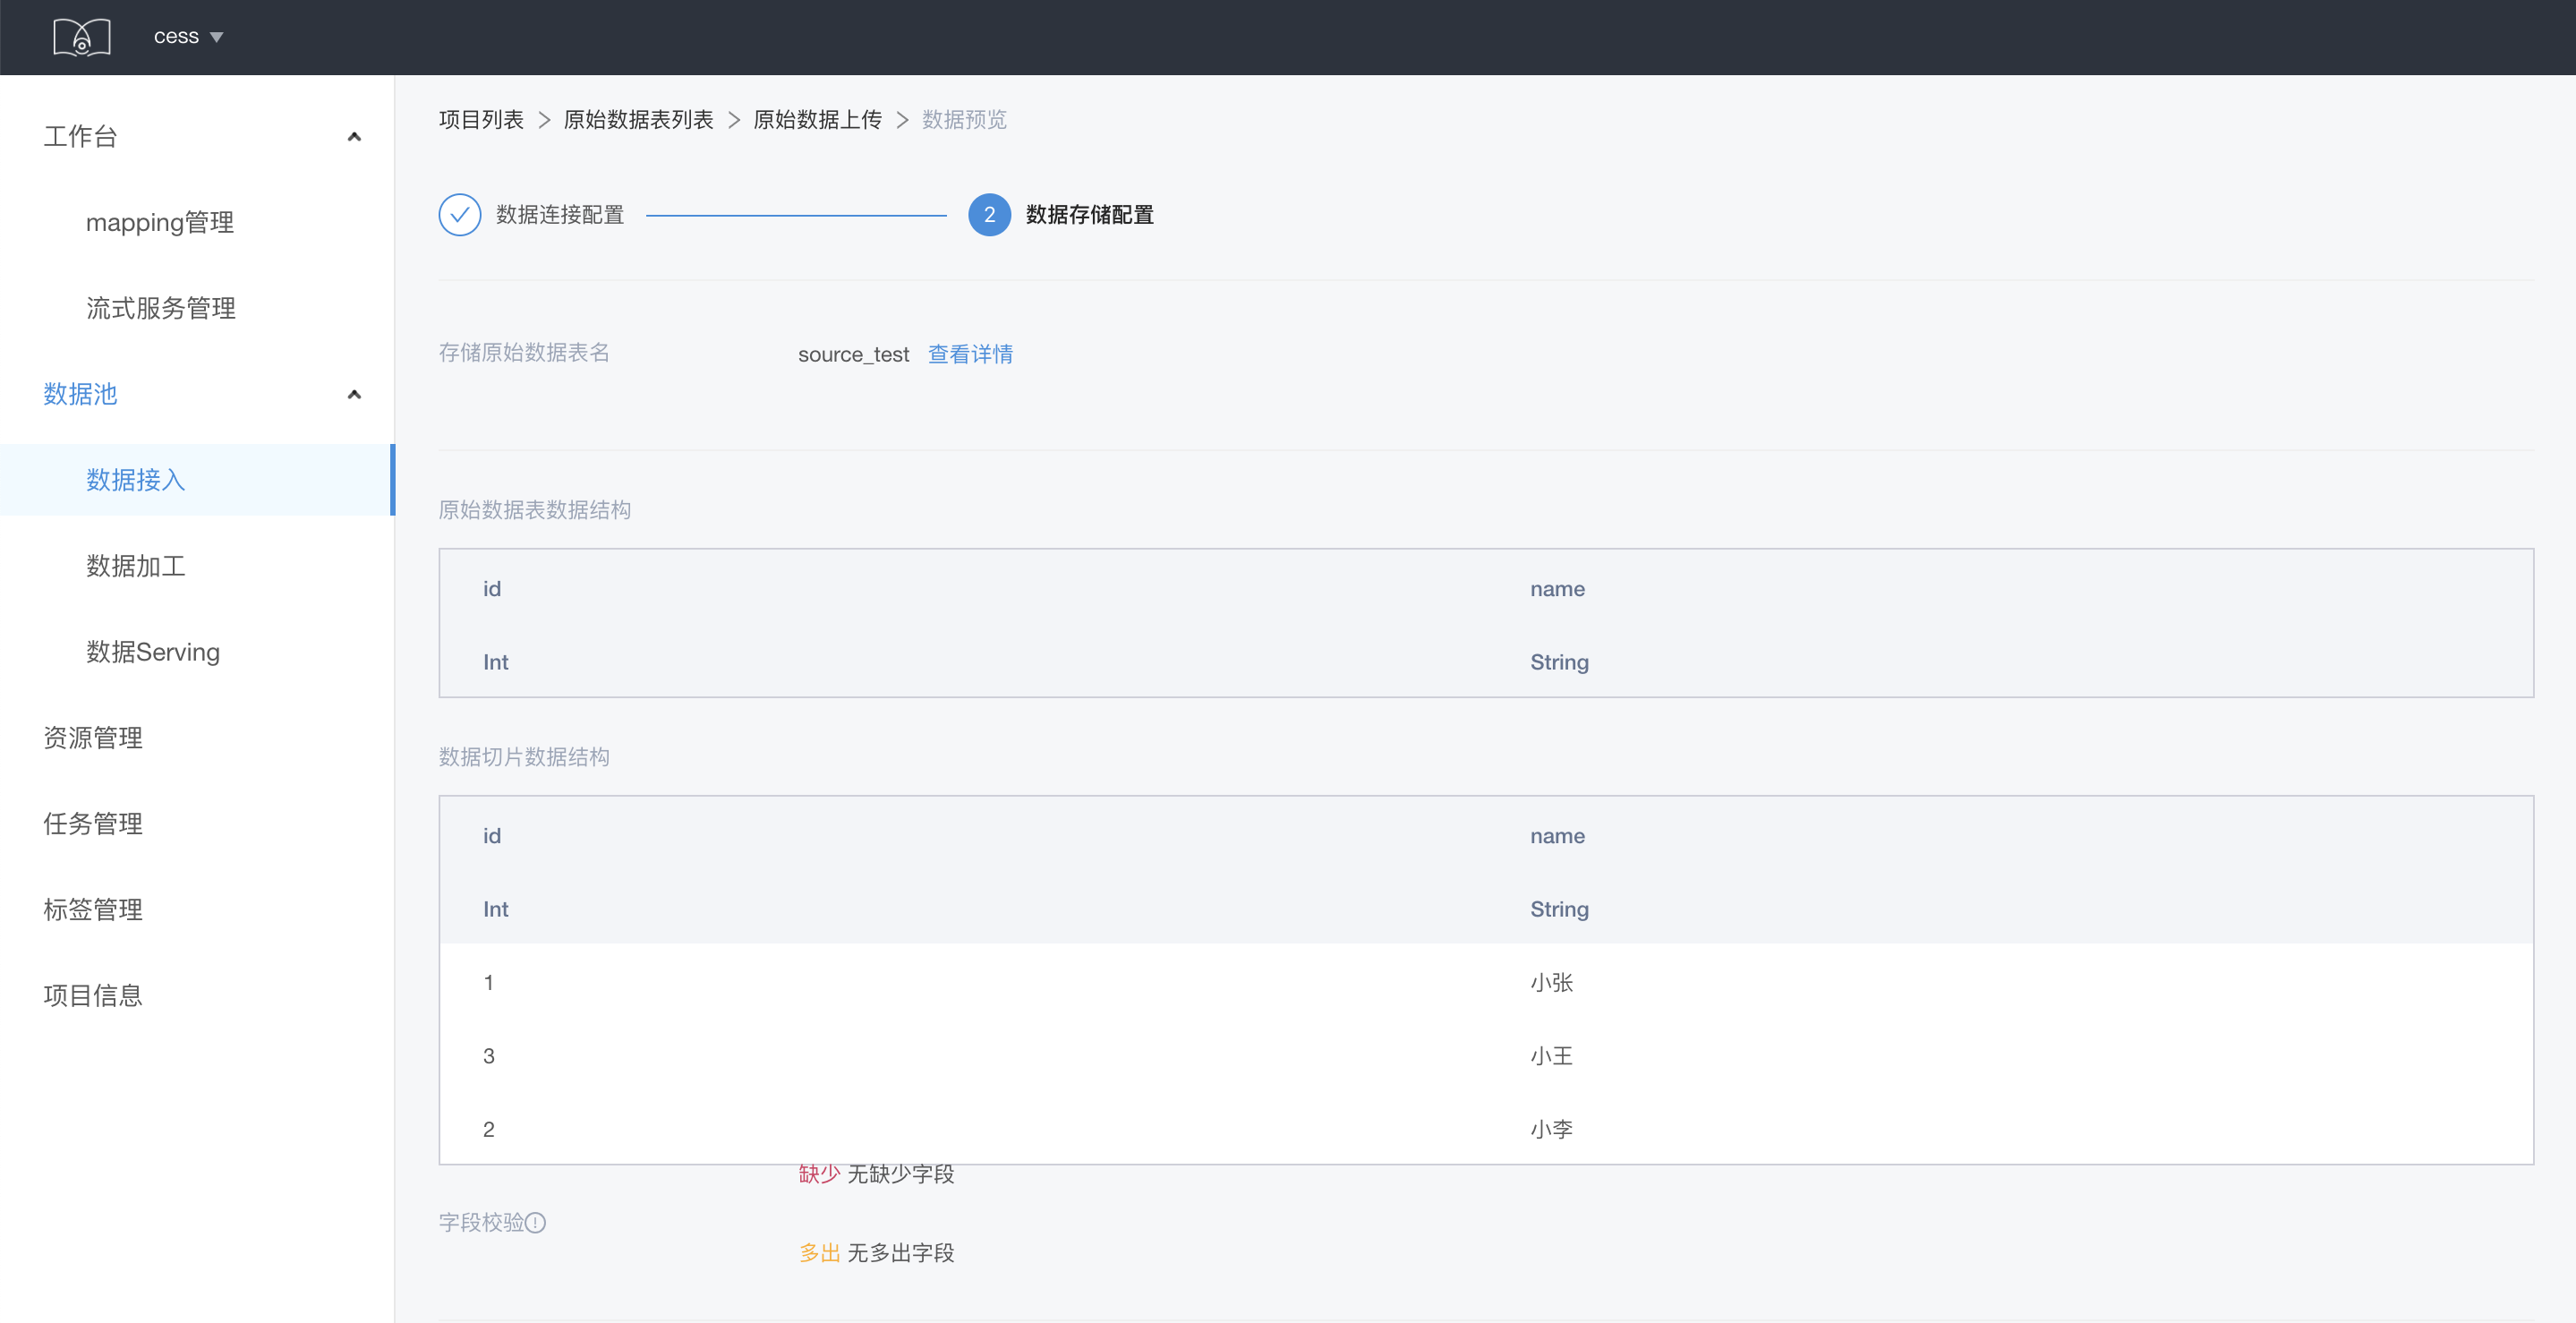 cess
工作台
mapping管理
流式服务管理
数据池
数据接入
数据加工
数据Serving
资源管理
任务管理
标签管理
项目信息
项目列表 > 原始数据表列表 > 原始数据上传 > 数据预览
数据连接配置 2 数据存储配置
存储原始数据表名 source_test 查看详情
原始数据表数据结构
id name
Int String
数据切片数据结构
id name
Int String
1 小张
3 小王
2 小李
缺少 无缺少字段
字段校验
多出 无多出字段